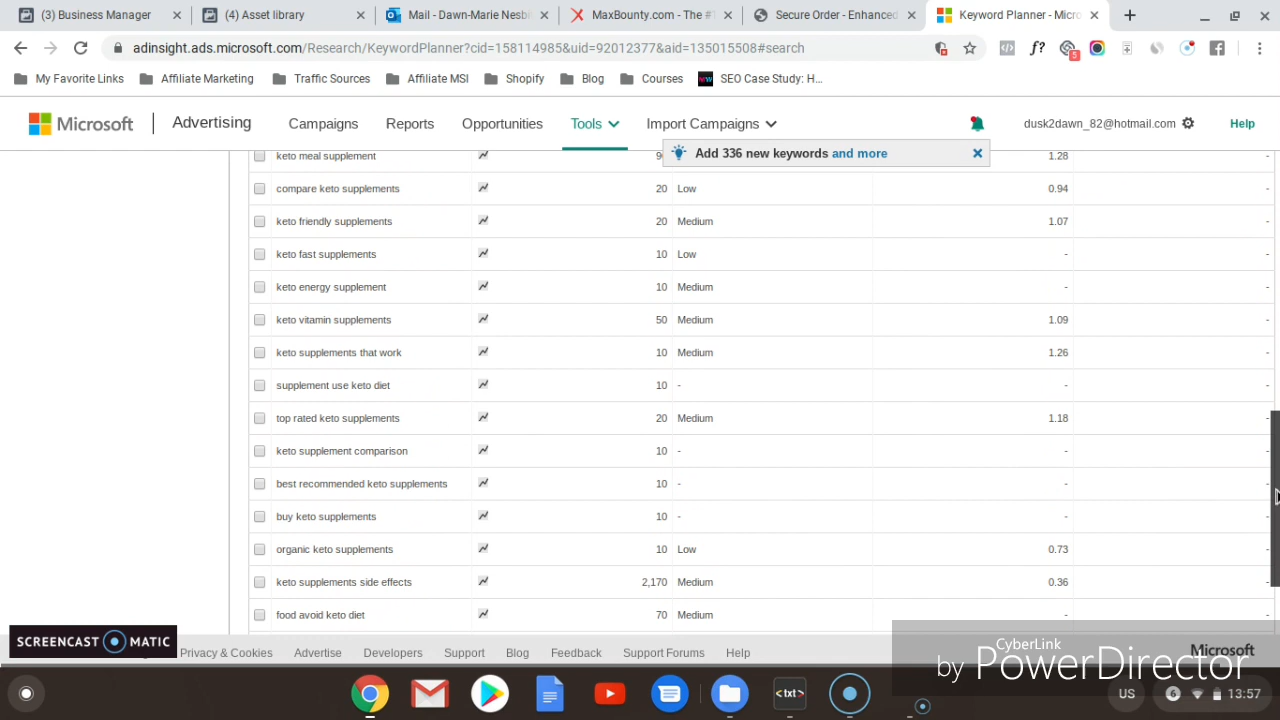 (3) Business Manager
(4) Asset library
Mail - Dawn-Marie Nesb
MaxBounty.com - The #1
Secure Order - Enhanced
Keyword Planner - Micro
adinsight.ads.microsoft.com/Research/KeywordPlanner?cid=158114985&uid=92012377&aid=135015508#search
f?
5
My Favorite Links
Affiliate Marketing
Traffic Sources
Affiliate MSI
Shopify
Blog
Courses
SEO Case Study: H...
Microsoft
Advertising
Campaigns
Reports
Opportunities
Tools
Import Campaigns
dusk2dawn_82@hotmail.com
Help
Add 336 new keywords and more
keto meal supplement 1.28 -
compare keto supplements 20 Low 0.94 -
keto friendly supplements 20 Medium 1.07 -
keto fast supplements 10 Low - -
keto energy supplement 10 Medium - -
keto vitamin supplements 50 Medium 1.09 -
keto supplements that work 10 Medium 1.26 -
supplement use keto diet 10 - - -
top rated keto supplements 20 Medium 1.18 -
keto supplement comparison 10 - - -
best recommended keto supplements 10 - - -
buy keto supplements 10 - - -
organic keto supplements 10 Low 0.73 -
keto supplements side effects 2,170 Medium 0.36 -
food avoid keto diet 70 Medium - -
SCREENCAST MATIC
Privacy & Cookies
Advertise
Developers
Support
Blog
Feedback
Support Forums
Help
Microsoft
CyberLink
by PowerDirector
<txt>
US
6
13:57